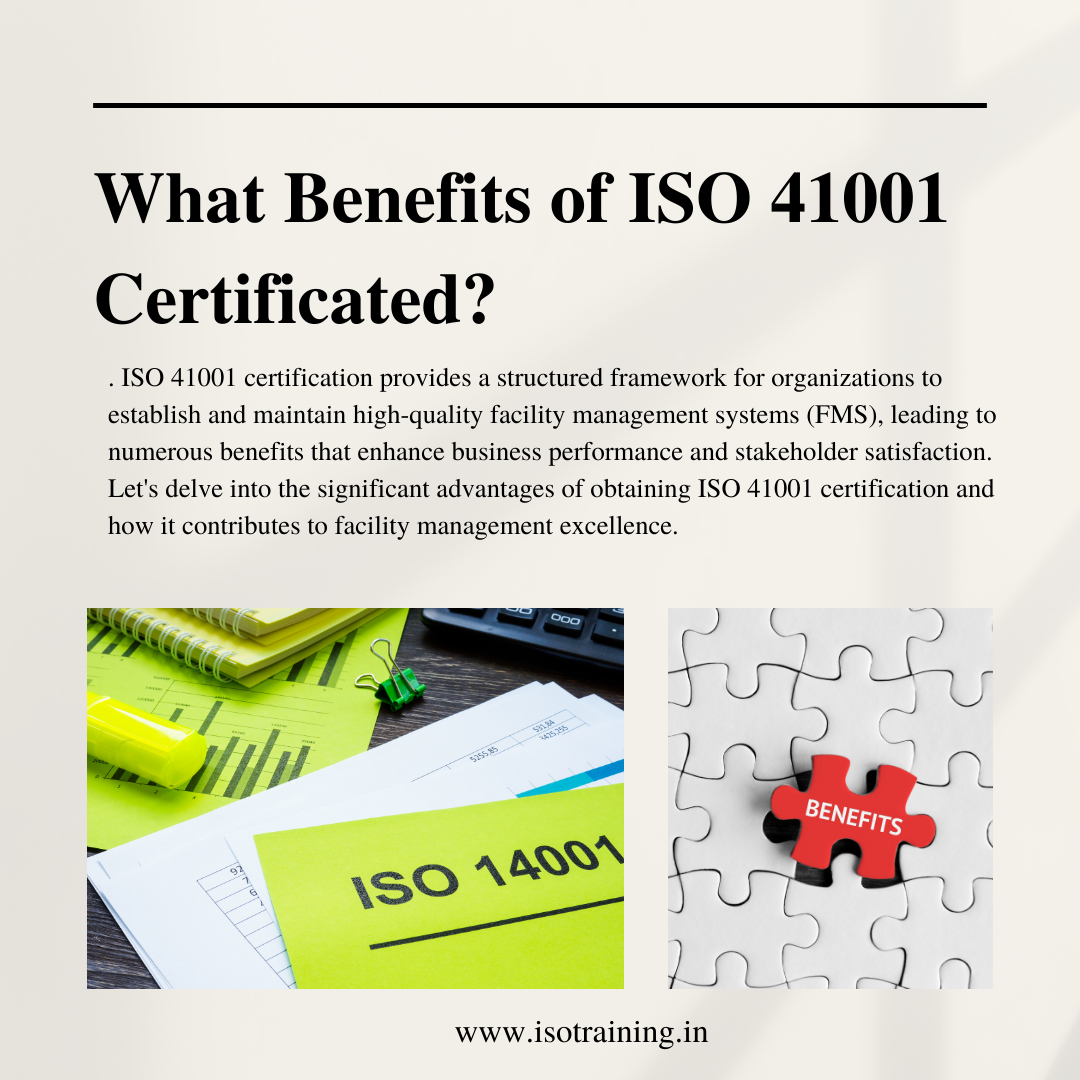 What Benefits of ISO 41001
Certificated?
. ISO 41001 certification provides a structured framework for organizations to
establish and maintain high-quality facility management systems (FMS), leading to
numerous benefits that enhance business performance and stakeholder satisfaction.
Let's delve into the significant advantages of obtaining ISO 41001 certification and
how it contributes to facility management excellence.
ISO 14001
BENEFITS
www.isotraining.in